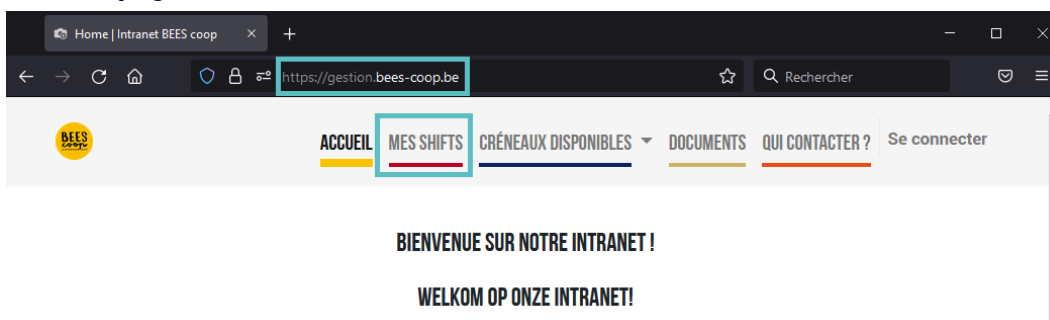 Home | Intranet BEES coop
https://gestion.bees-coop.be
Rechercher
BEES
coop
ACCUEIL MES SHIFTS CRÉNEAUX DISPONIBLES DOCUMENTS QUI CONTACTER ? Se connecter
BIENVENUE SUR NOTRE INTRANET !
WELKOM OP ONZE INTRANET!